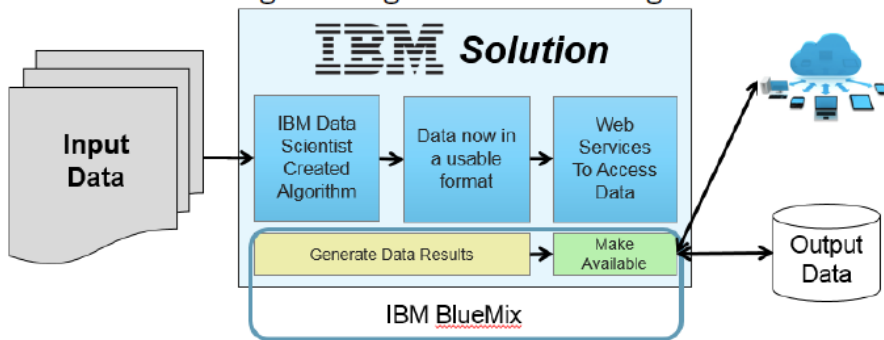 IBM Solution
Input
Data
IBM Data
Scientist
Created
Algorithm
Data now in
a usable
format
Web
Services
To Access
Data
Generate Data Results
Make
Available
Output
Data
IBM BlueMix